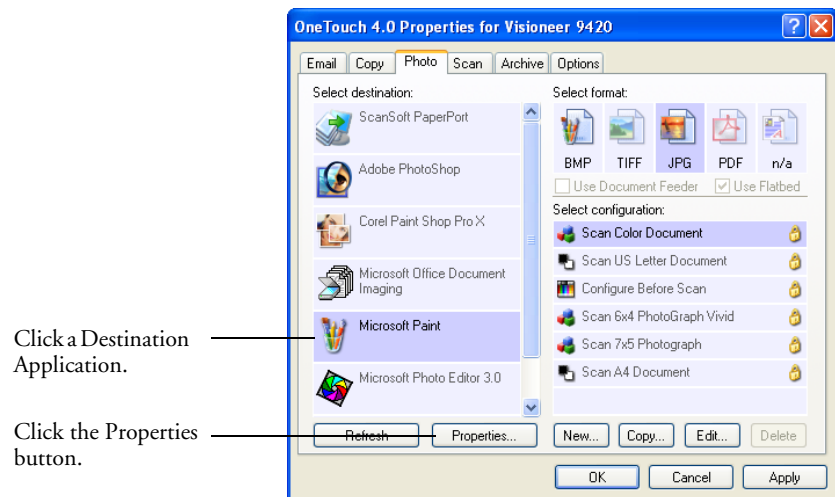 OneTouch 4.0 Properties for Visioneer 9420
Email Copy Photo Scan Archive Options
Select destination:
ScanSoft PaperPort
Adobe PhotoShop
Corel Paint Shop Pro X
Microsoft Office Document
Imaging
Microsoft Paint
Microsoft Photo Editor 3.0
Refresh Properties...
Select format:
BMP TIFF JPG PDF n/a
Use Document Feeder Use Flatbed
Select configuration:
Scan Color Document
Scan US Letter Document
Configure Before Scan
Scan 6x4 PhotoGraph Vivid
Scan 7x5 Photograph
Scan A4 Document
New... Copy... Edit... Delete
OK Cancel Apply
Click a Destination
Application.
Click the Properties
button.